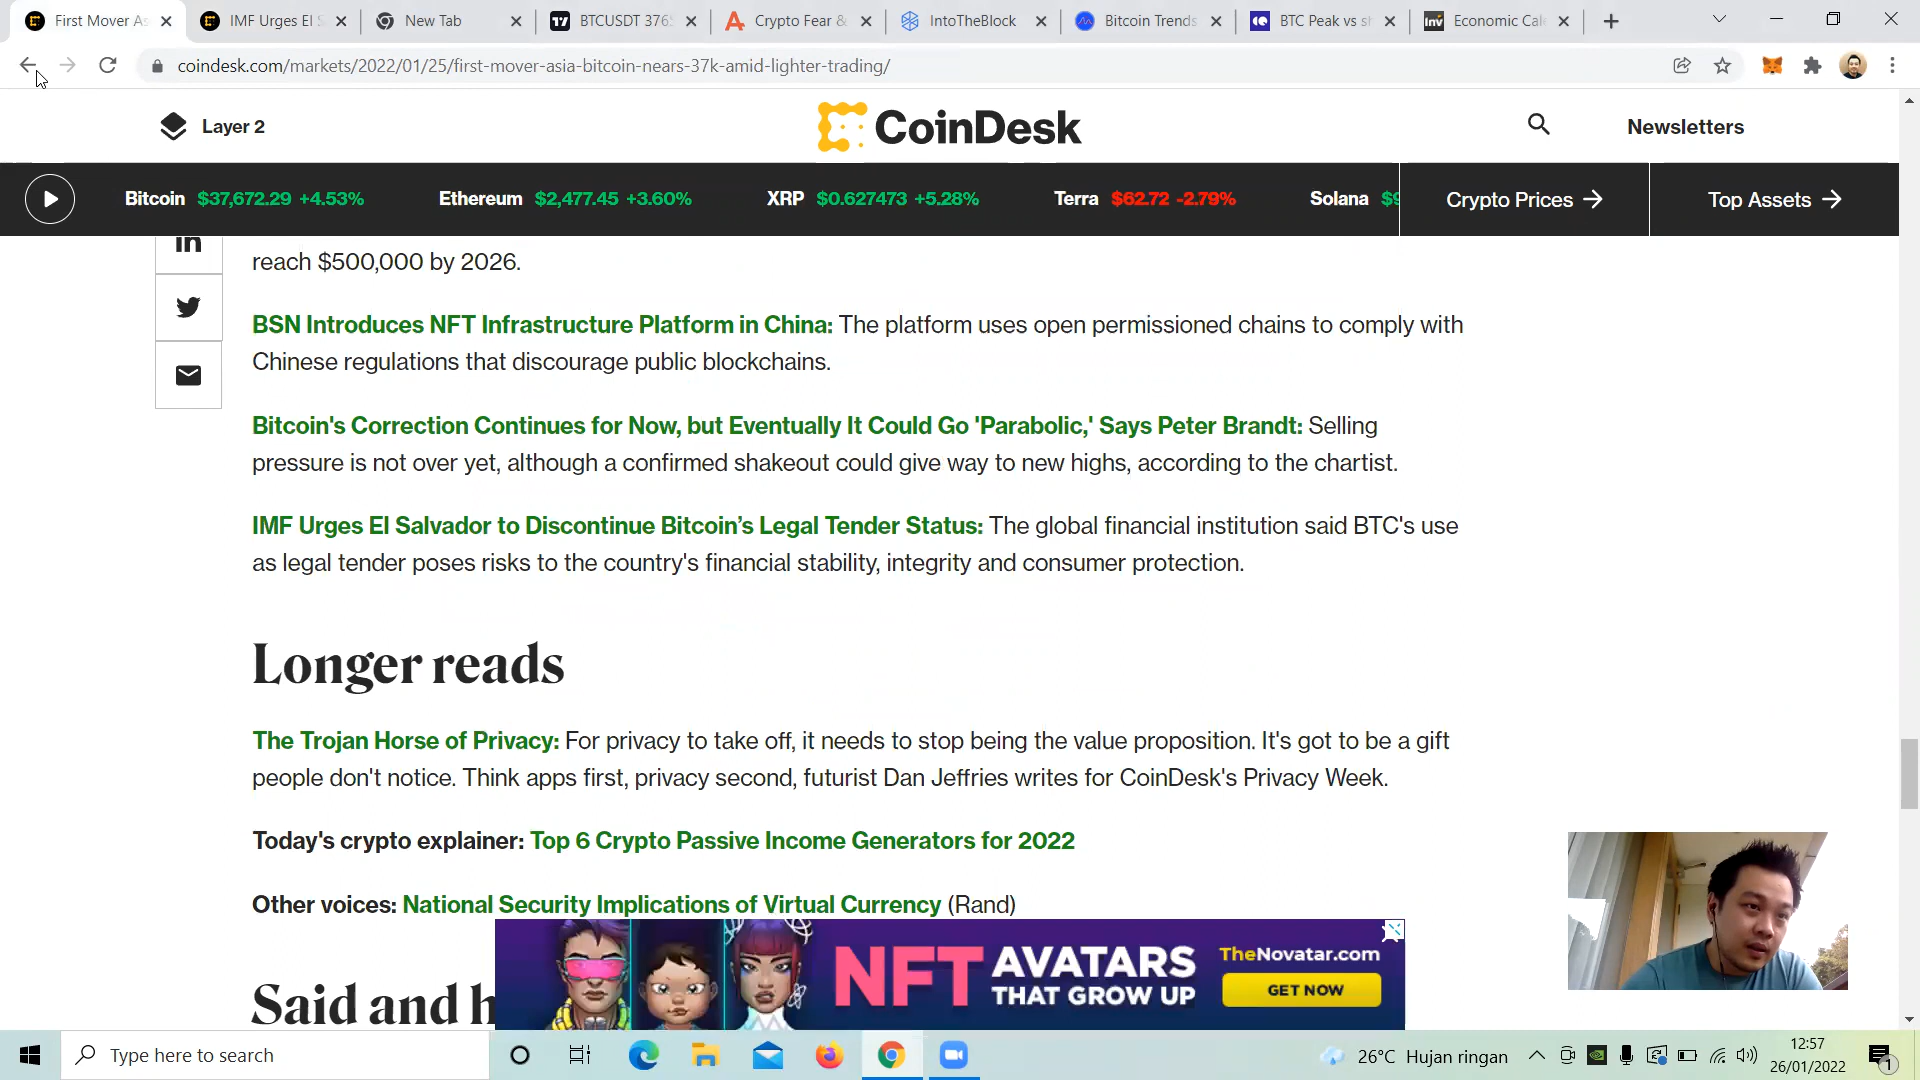 First Mover As
IMF Urges El S
New Tab
BTCUSDT 376
Crypto Fear &
IntoTheBlock
Bitcoin Trends
BTC Peak vs s
Economic Cal
coindesk.com/markets/2022/01/25/first-mover-asia-bitcoin-nears-37k-amid-lighter-trading/
Layer 2
CoinDesk
Newsletters
Bitcoin $37,672.29 +4.53%
Ethereum $2,477.45 +3.60%
XRP $0.627473 +5.28%
Terra $62.72 -2.79%
Solana
Crypto Prices →
Top Assets →
in
reach $500,000 by 2026.
BSN Introduces NFT Infrastructure Platform in China: The platform uses open permissioned chains to comply with
Chinese regulations that discourage public blockchains.
Bitcoin's Correction Continues for Now, but Eventually It Could Go 'Parabolic,' Says Peter Brandt: Selling
pressure is not over yet, although a confirmed shakeout could give way to new highs, according to the chartist.
IMF Urges El Salvador to Discontinue Bitcoin’s Legal Tender Status: The global financial institution said BTC's use
as legal tender poses risks to the country's financial stability, integrity and consumer protection.
Longer reads
The Trojan Horse of Privacy: For privacy to take off, it needs to stop being the value proposition. It's got to be a gift
people don't notice. Think apps first, privacy second, futurist Dan Jeffries writes for CoinDesk's Privacy Week.
Today's crypto explainer: Top 6 Crypto Passive Income Generators for 2022
Other voices: National Security Implications of Virtual Currency (Rand)
Said and h
NFT AVATARS
THAT GROW UP
TheNovatar.com
GET NOW
Type here to search
26°C Hujan ringan
12:57
26/01/2022
1